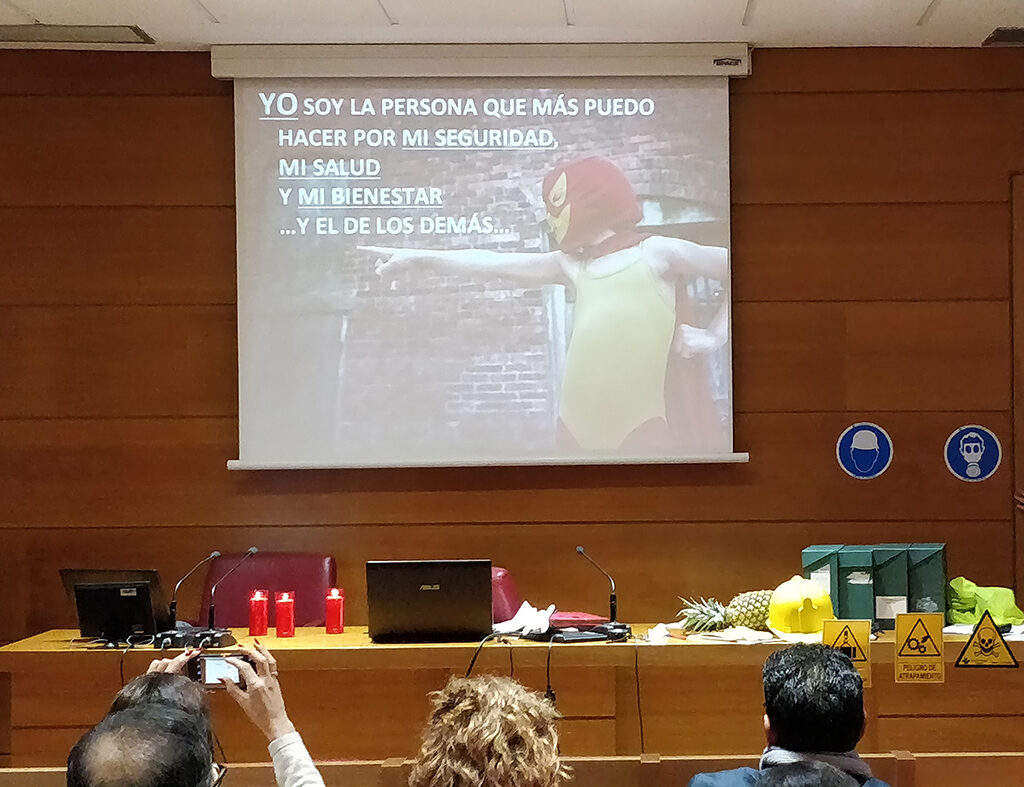 YO SOY LA PERSONA QUE MÁS PUEDO
HACER POR MI SEGURIDAD,
MI SALUD
Y MI BIENESTAR
...Y EL DE LOS DEMÁS...
ASUS
PELIGRO DE
ATRAPAMIENTO